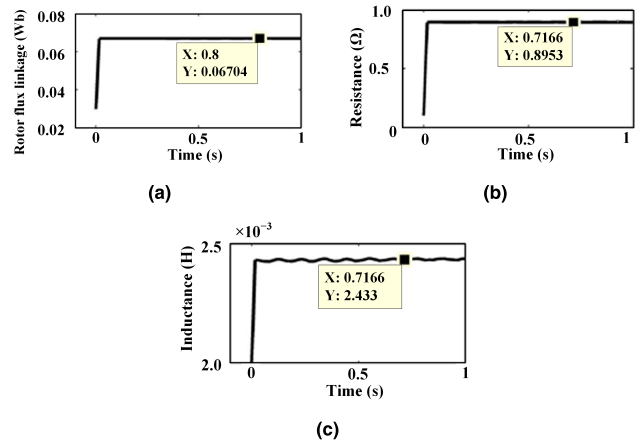 Rotor flux linkage (Wb)
0.08
0.06
0.04
0.02
X: 0.8
Y: 0.06704
0
0.5
1
Time (s)
(a)
Resistance (Ω)
1.0
0.5
0
X: 0.7166
Y: 0.8953
0
0.5
1
Time (s)
(b)
×10⁻³
Inductance (H)
2.5
2.0
X: 0.7166
Y: 2.433
0
0.5
1
Time (s)
(c)